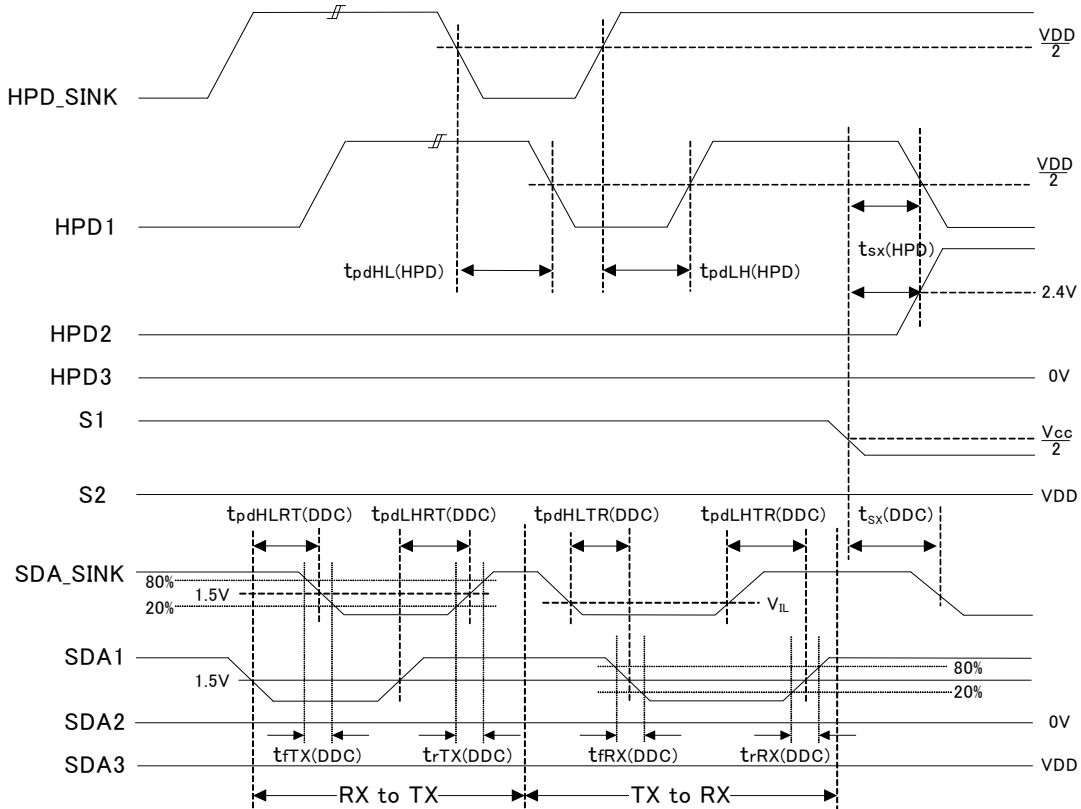 VDD
2
HPD_SINK
VDD
2
HPD1
tsx(HPD)
tpdHL(HPD)
tpdLH(HPD)
2.4V
HPD2
HPD3
0V
S1
Vcc
2
S2
VDD
tpdHLRT(DDC)
tpdLHRT(DDC)
tpdHLTR(DDC)
tpdLHTR(DDC)
tsx(DDC)
SDA_SINK
80%
1.5V
20%
VIL
SDA1
80%
1.5V
20%
SDA2
0V
tfTX(DDC)
trTX(DDC)
tfRX(DDC)
trRX(DDC)
SDA3
VDD
RX to TX
TX to RX